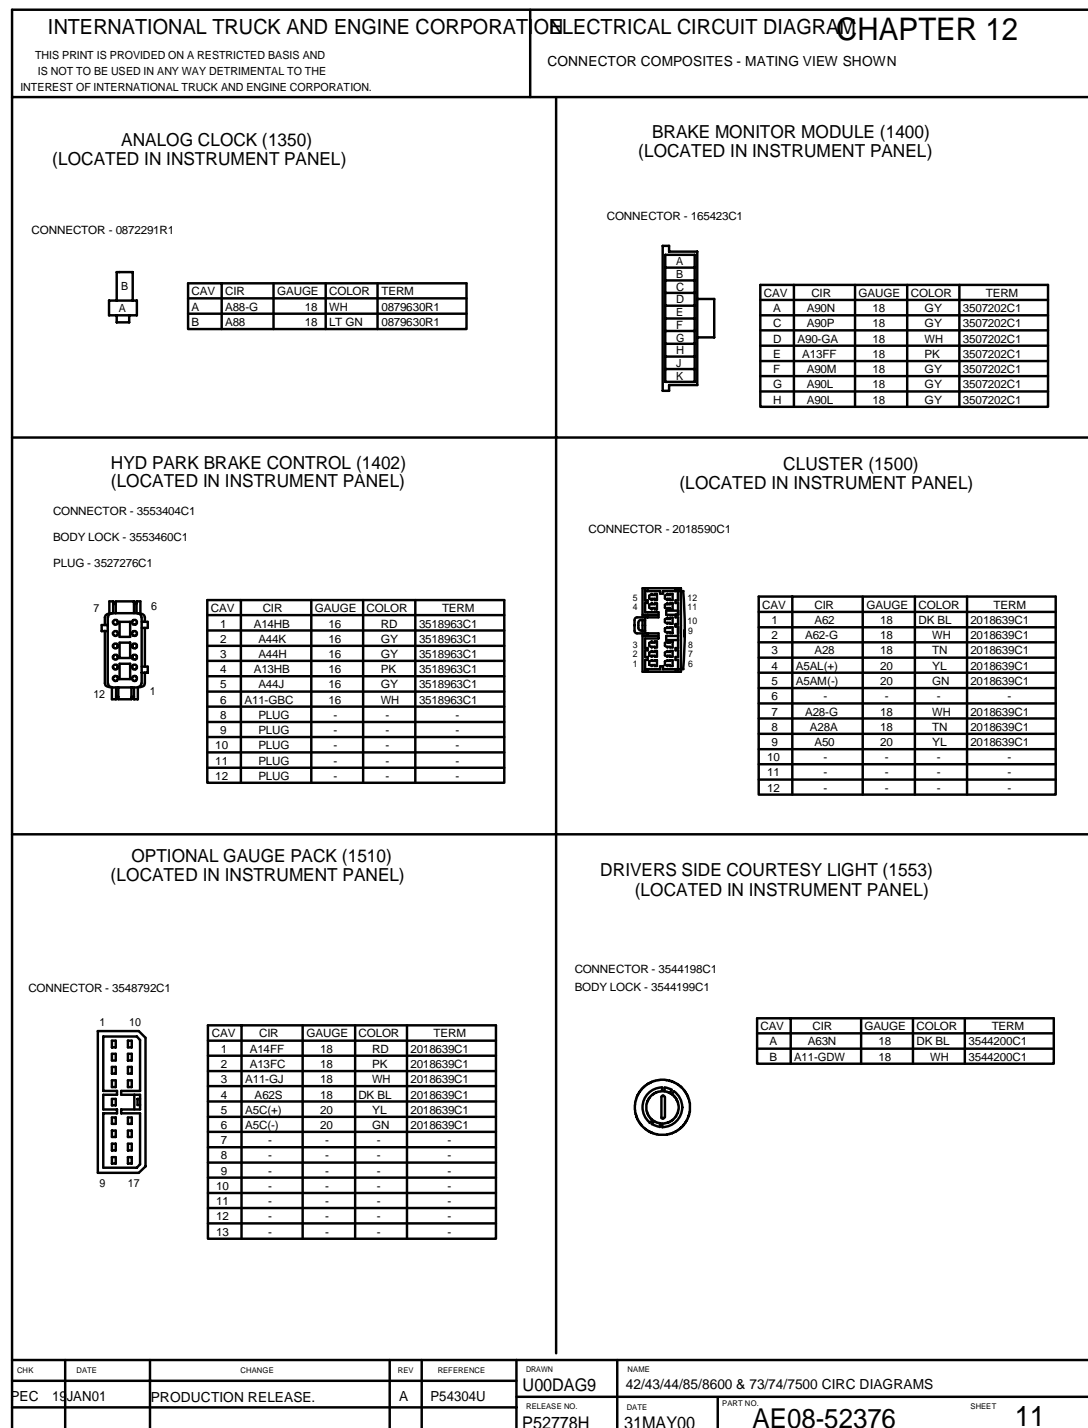 INTERNATIONAL TRUCK AND ENGINE CORPORATION
THIS PRINT IS PROVIDED ON A RESTRICTED BASIS AND
IS NOT TO BE USED IN ANY WAY DETRIMENTAL TO THE
INTEREST OF INTERNATIONAL TRUCK AND ENGINE CORPORATION.
ELECTRICAL CIRCUIT DIAGRAM
CHAPTER 12
CONNECTOR COMPOSITES - MATING VIEW SHOWN
ANALOG CLOCK (1350)
(LOCATED IN INSTRUMENT PANEL)
CONNECTOR - 0872291R1
B
A
CAV CIR GAUGE COLOR TERM
A A88-G 18 WH 0879630R1
B A88 18 LT GN 0879630R1
BRAKE MONITOR MODULE (1400)
(LOCATED IN INSTRUMENT PANEL)
CONNECTOR - 165423C1
A
B
C
D
E
F
G
H
J
K
CAV CIR GAUGE COLOR TERM
A A90N 18 GY 3507202C1
C A90P 18 GY 3507202C1
D A90-GA 18 WH 3507202C1
E A13FF 18 PK 3507202C1
F A90M 18 GY 3507202C1
G A90L 18 GY 3507202C1
H A90L 18 GY 3507202C1
HYD PARK BRAKE CONTROL (1402)
(LOCATED IN INSTRUMENT PANEL)
CONNECTOR - 3553404C1
BODY LOCK - 3553460C1
PLUG - 3527276C1
7 6
12 1
CAV CIR GAUGE COLOR TERM
1 A14HB 16 RD 3518963C1
2 A44K 16 GY 3518963C1
3 A44H 16 GY 3518963C1
4 A13HB 16 PK 3518963C1
5 A44J 16 GY 3518963C1
6 A11-GBC 16 WH 3518963C1
8 PLUG - - -
9 PLUG - - -
10 PLUG - - -
11 PLUG - - -
12 PLUG - - -
CLUSTER (1500)
(LOCATED IN INSTRUMENT PANEL)
CONNECTOR - 2018590C1
5 12
4 11
10
9
3 8
2 7
1 6
CAV CIR GAUGE COLOR TERM
1 A62 18 DK BL 2018639C1
2 A62-G 18 WH 2018639C1
3 A28 18 TN 2018639C1
4 A5AL(+) 20 YL 2018639C1
5 A5AM(-) 20 GN 2018639C1
6 - - - -
7 A28-G 18 WH 2018639C1
8 A28A 18 TN 2018639C1
9 A50 20 YL 2018639C1
10 - - - -
11 - - - -
12 - - - -
OPTIONAL GAUGE PACK (1510)
(LOCATED IN INSTRUMENT PANEL)
CONNECTOR - 3548792C1
1 10
9 17
CAV CIR GAUGE COLOR TERM
1 A14FF 18 RD 2018639C1
2 A13FC 18 PK 2018639C1
3 A11-GJ 18 WH 2018639C1
4 A62S 18 DK BL 2018639C1
5 A5C(+) 20 YL 2018639C1
6 A5C(-) 20 GN 2018639C1
7 - - - -
8 - - - -
9 - - - -
10 - - - -
11 - - - -
12 - - - -
13 - - - -
DRIVERS SIDE COURTESY LIGHT (1553)
(LOCATED IN INSTRUMENT PANEL)
CONNECTOR - 3544198C1
BODY LOCK - 3544199C1
CAV CIR GAUGE COLOR TERM
A A63N 18 DK BL 3544200C1
B A11-GDW 18 WH 3544200C1
CHK DATE CHANGE REV REFERENCE
PEC 19JAN01 PRODUCTION RELEASE. A P54304U
DRAWN
U00DAG9
NAME
42/43/44/85/8600 & 73/74/7500 CIRC DIAGRAMS
RELEASE NO.
P52778H
DATE
31MAY00
PART NO.
AE08-52376
SHEET 11